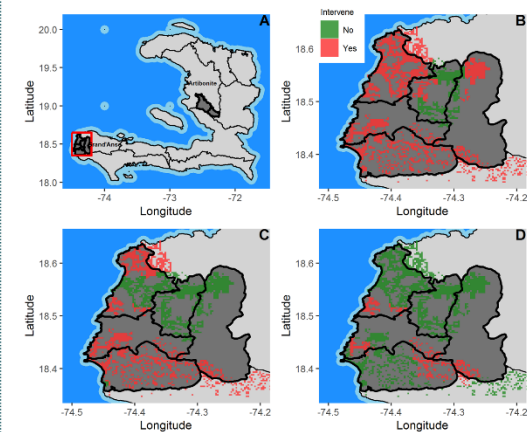 A
20.0
19.5
19.0
18.5
18.0
Latitude
Artibonite
Grand'Anse
-74
-73
-72
Longitude
Intervene
No
Yes
B
18.6
18.5
18.4
Latitude
-74.5
-74.4
-74.3
-74.2
Longitude
C
18.6
18.5
18.4
Latitude
-74.5
-74.4
-74.3
-74.2
Longitude
D
18.6
18.5
18.4
Latitude
-74.5
-74.4
-74.3
-74.2
Longitude